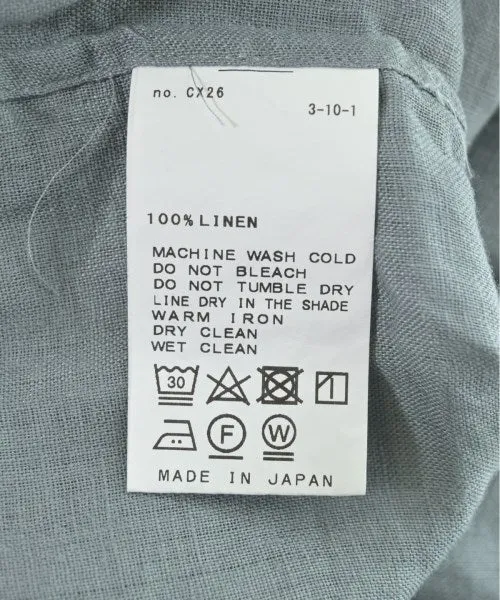 no. CX26
3-10-1
100% LINEN
MACHINE WASH COLD
DO NOT BLEACH
DO NOT TUMBLE DRY
LINE DRY IN THE SHADE
WARM IRON
DRY CLEAN
WET CLEAN
30
F W
MADE IN JAPAN